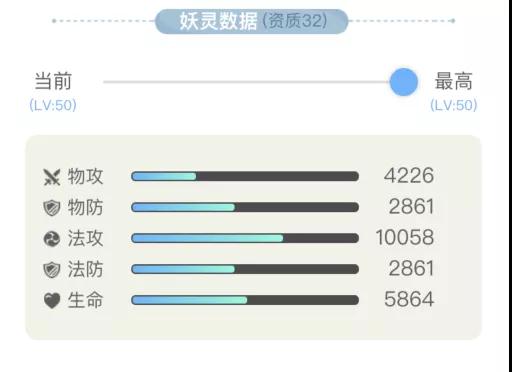 妖灵数据(资质32)
当前 最高
(LV:50) (LV:50)
物攻 4226
物防 2861
法攻 10058
法防 2861
生命 5864